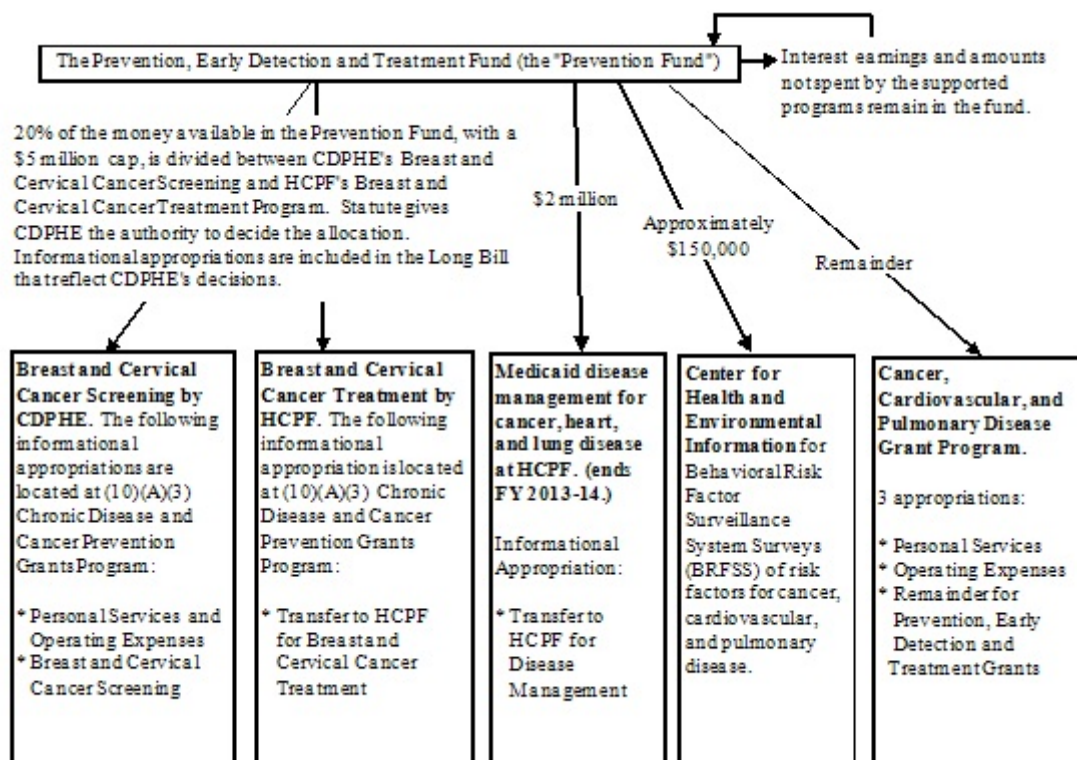 The Prevention, Early Detection and Treatment Fund (the "Prevention Fund")
Interest earnings and amounts
not spent by the supported
programs remain in the fund.
20% of the money available in the Prevention Fund, with a
$5 million cap, is divided between CDPHE's Breast and
Cervical Cancer Screening and HCPF's Breast and
Cervical Cancer Treatment Program. Statute gives
CDPHE the authority to decide the allocation.
Informational appropriations are included in the Long Bill
that reflect CDPHE's decisions.
$2 million
Approximately
$150,000
Remainder
Breast and Cervical
Cancer Screening by
CDPHE. The following
informational
appropriations are
located at (10)(A)(3)
Chronic Disease and
Cancer Prevention
Grants Program:
* Personal Services and
Operating Expenses
* Breast and Cervical
Cancer Screening
Breast and Cervical
Cancer Treatment by
HCPF. The following
informational
appropriation is located
at (10)(A)(3) Chronic
Disease and Cancer
Prevention Grants
Program:
* Transfer to HCPF
for Breast and
Cervical Cancer
Treatment
Medicaid disease
management for
cancer, heart,
and lung disease
at HCPF. (ends
FY 2013-14.)
Informational
Appropriation:
* Transfer to
HCPF for
Disease
Management
Center for
Health and
Environmental
Information for
Behavioral Risk
Factor
Surveillance
System Surveys
(BRFSS) of risk
factors for cancer,
cardiovascular,
and pulmonary
disease.
Cancer,
Cardiovascular, and
Pulmonary Disease
Grant Program.
3 appropriations:
* Personal Services
* Operating Expenses
* Remainder for
Prevention, Early
Detection and
Treatment Grants